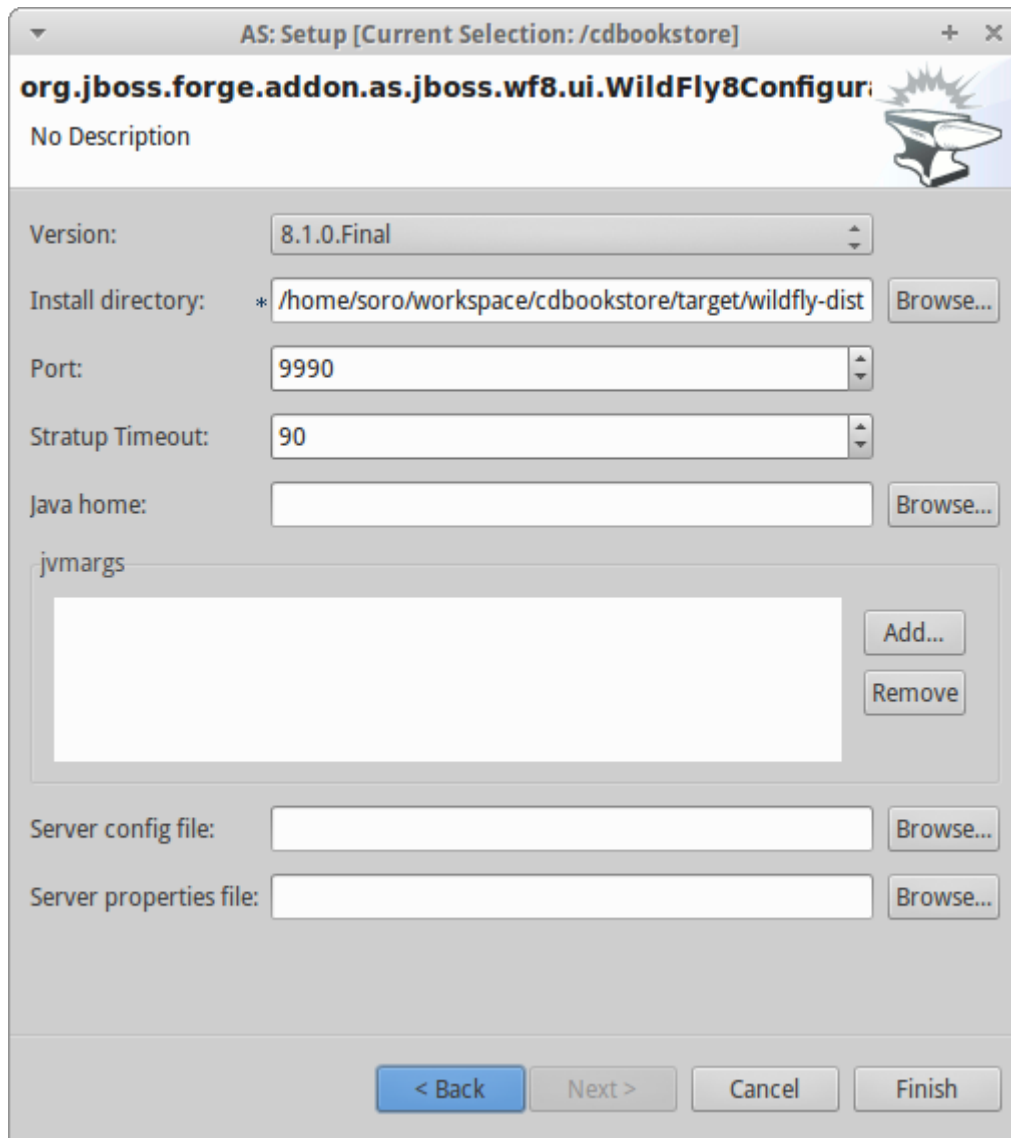 AS: Setup [Current Selection: /cdbookstore]
org.jboss.forge.addon.as.jboss.wf8.ui.WildFly8Configur
No Description
Version: 8.1.0.Final
Install directory: * /home/soro/workspace/cdbookstore/target/wildfly-dist Browse...
Port: 9990
Stratup Timeout: 90
Java home: Browse...
jvmargs
Add...
Remove
Server config file: Browse...
Server properties file: Browse...
< Back Next > Cancel Finish